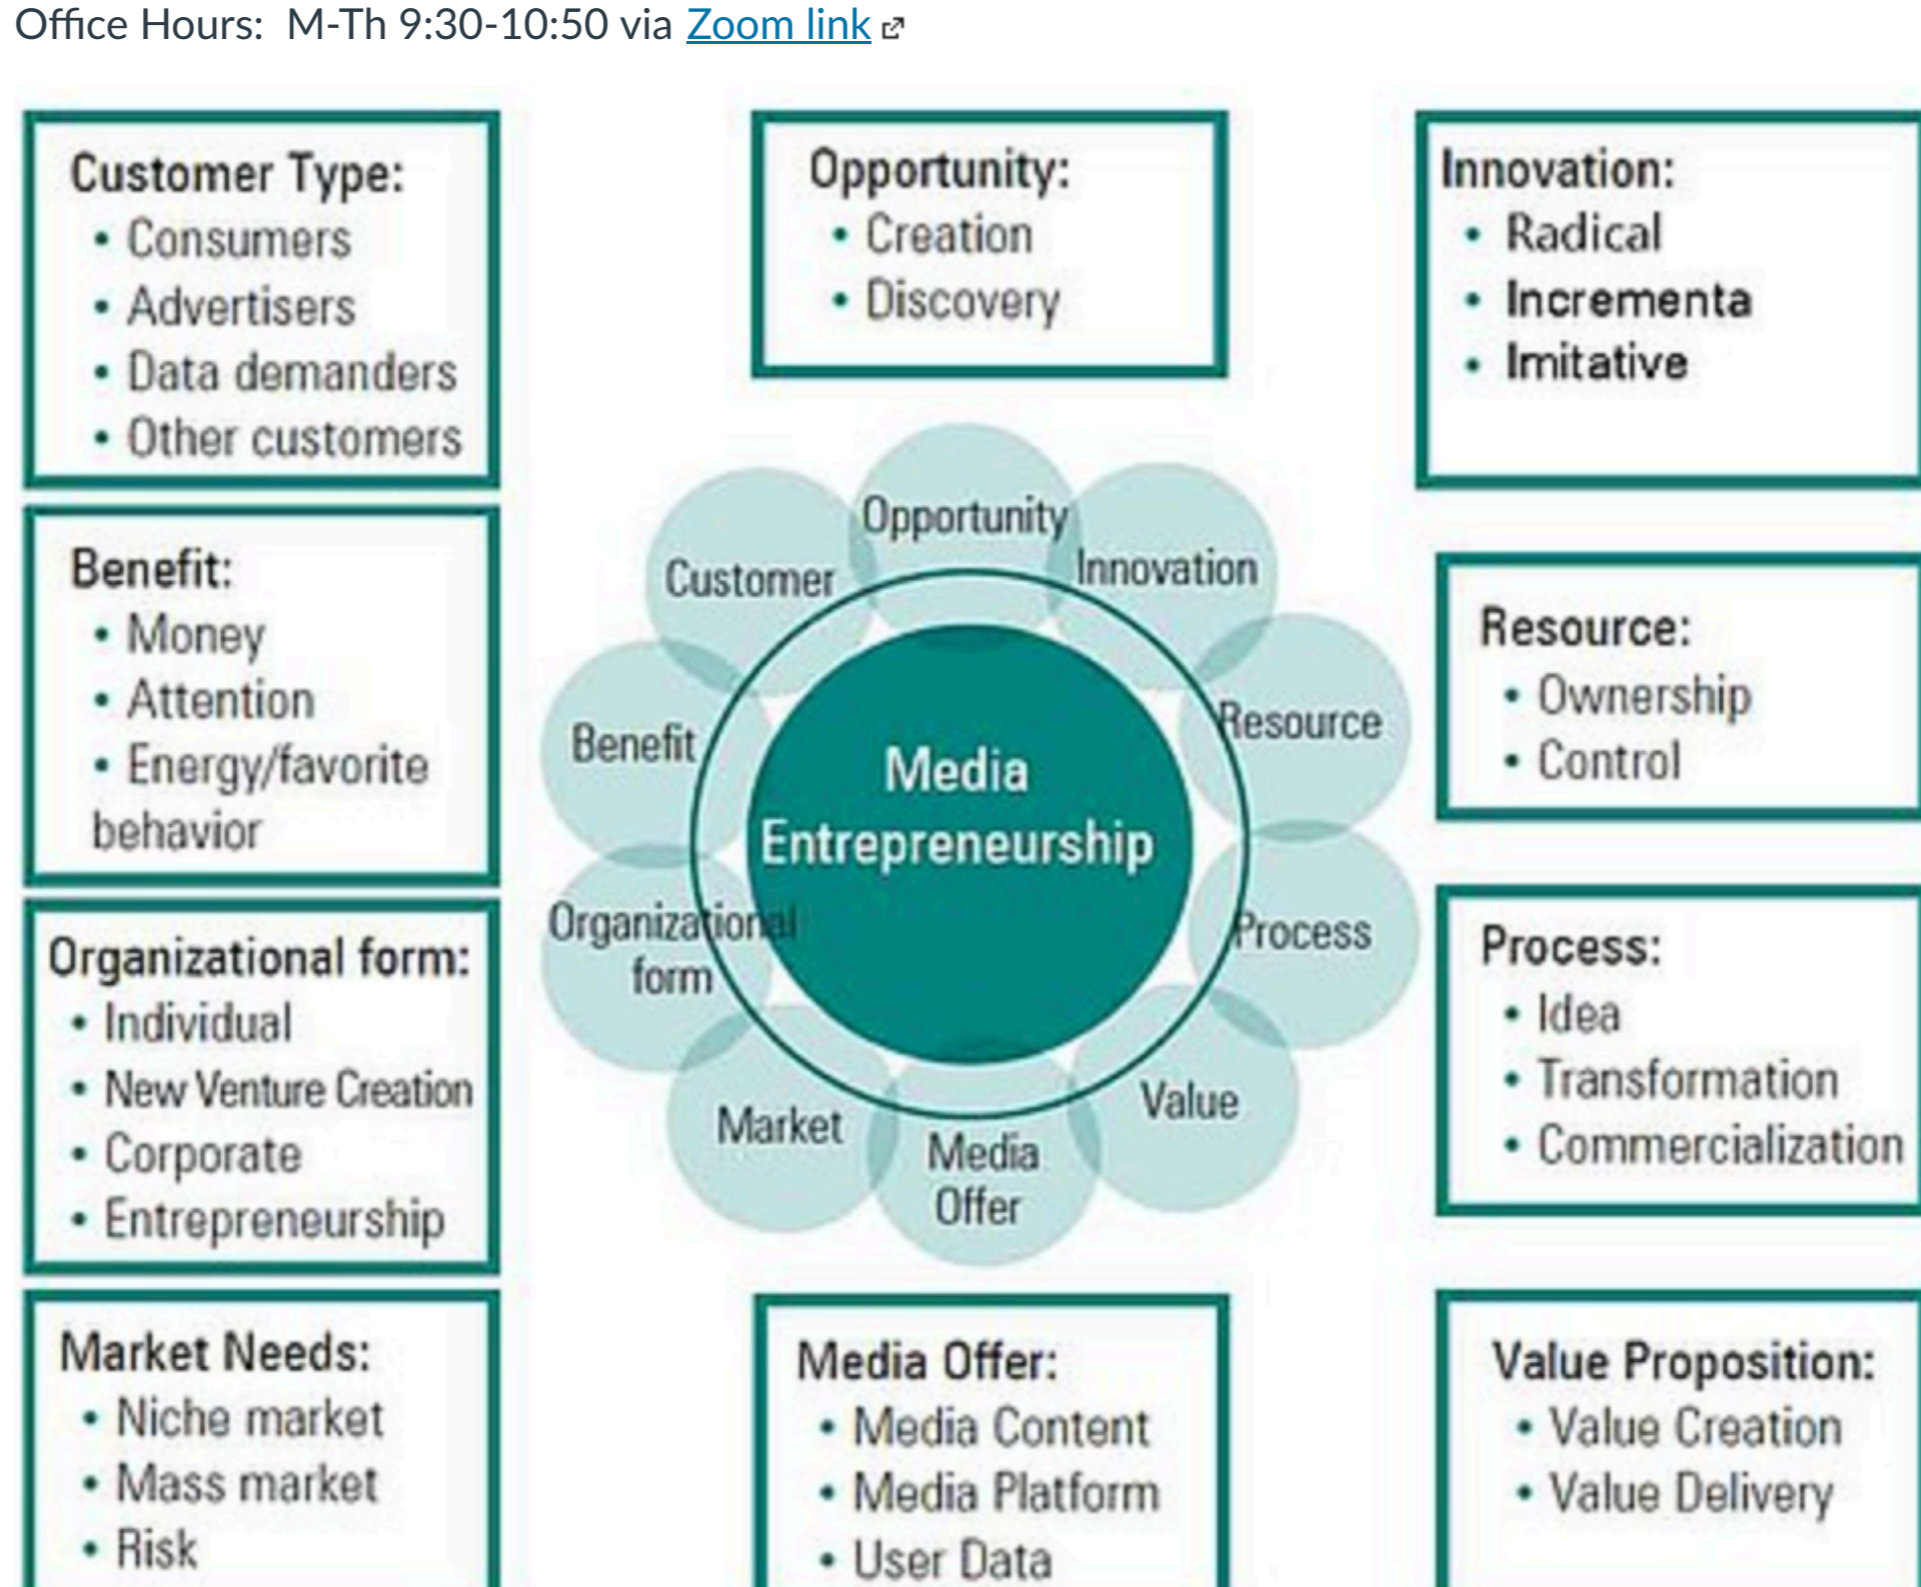 Office Hours:  M-Th 9:30-10:50 via Zoom link
Customer Type:
• Consumers
• Advertisers
• Data demanders
• Other customers
Opportunity:
• Creation
• Discovery
Innovation:
• Radical
• Incrementa
• Imitative
Benefit:
• Money
• Attention
• Energy/favorite
behavior
Resource:
• Ownership
• Control
Organizational form:
• Individual
• New Venture Creation
• Corporate
• Entrepreneurship
Process:
• Idea
• Transformation
• Commercialization
Opportunity
Customer
Innovation
Benefit
Resource
Media
Entrepreneurship
Organizational
form
Process
Market
Media
Offer
Value
Market Needs:
• Niche market
• Mass market
• Risk
Media Offer:
• Media Content
• Media Platform
• User Data
Value Proposition:
• Value Creation
• Value Delivery